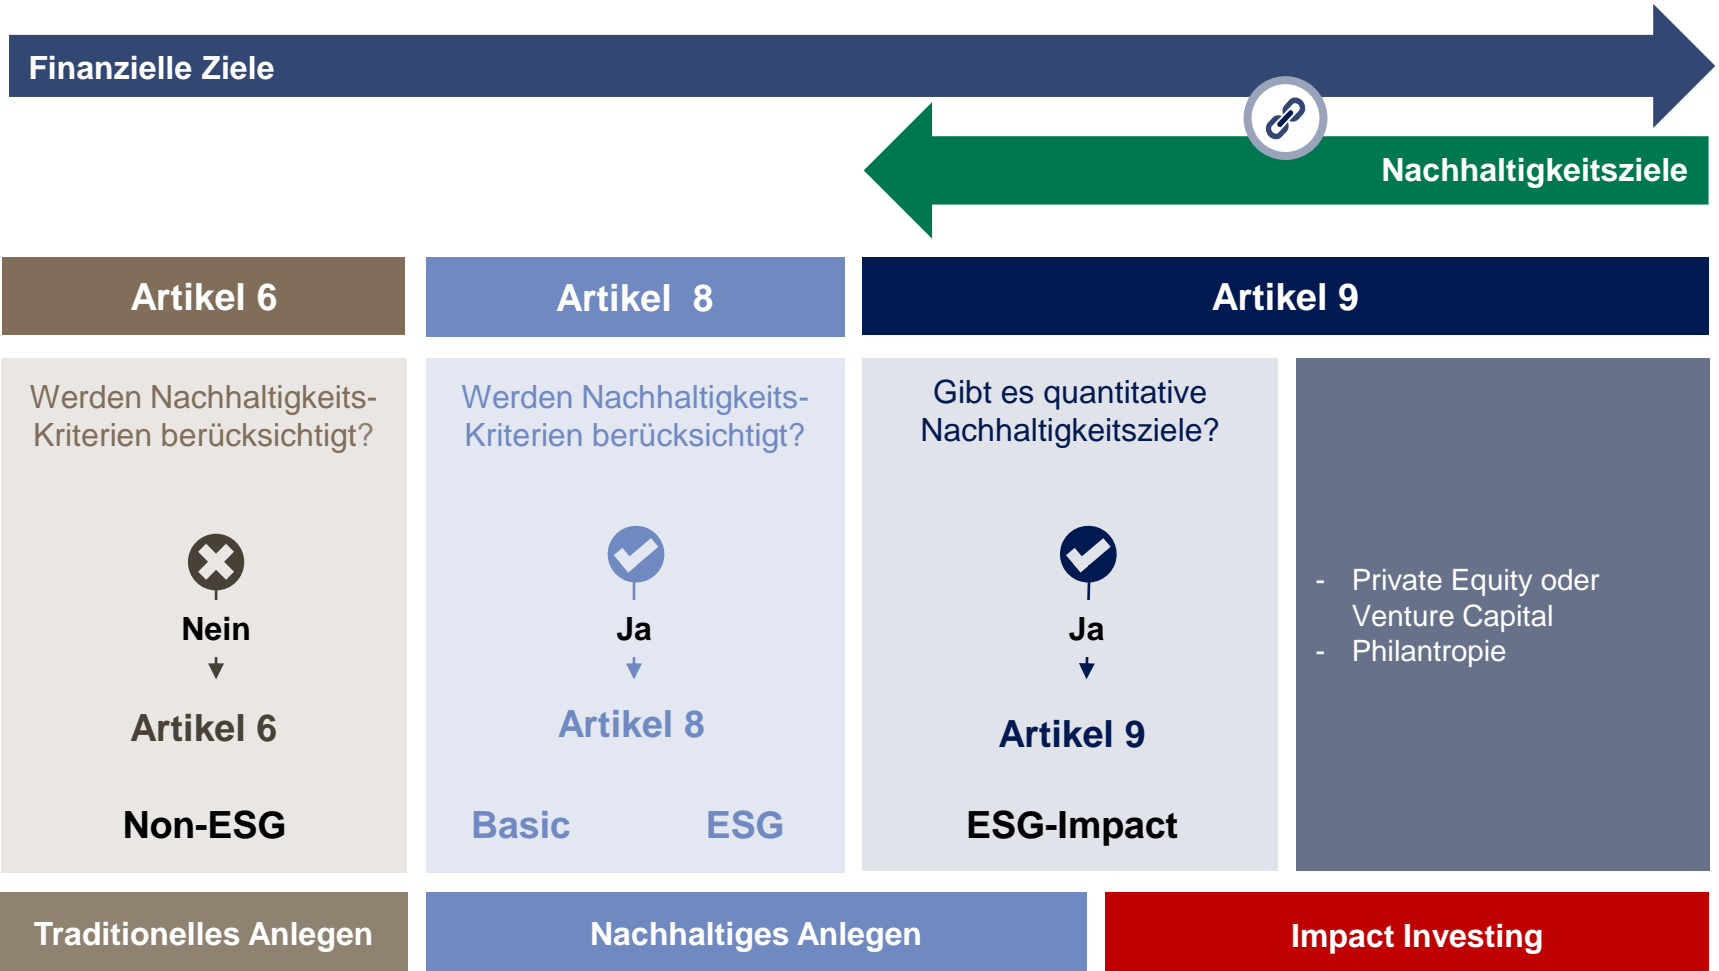 Finanzielle Ziele
Nachhaltigkeitsziele
Artikel 6
Artikel 8
Artikel 9
Werden Nachhaltigkeits-
Kriterien berücksichtigt?
Nein
Artikel 6
Non-ESG
Werden Nachhaltigkeits-
Kriterien berücksichtigt?
Ja
Artikel 8
Basic ESG
Gibt es quantitative
Nachhaltigkeitsziele?
Ja
Artikel 9
ESG-Impact
- Private Equity oder
Venture Capital
- Philantropie
Traditionelles Anlegen
Nachhaltiges Anlegen
Impact Investing